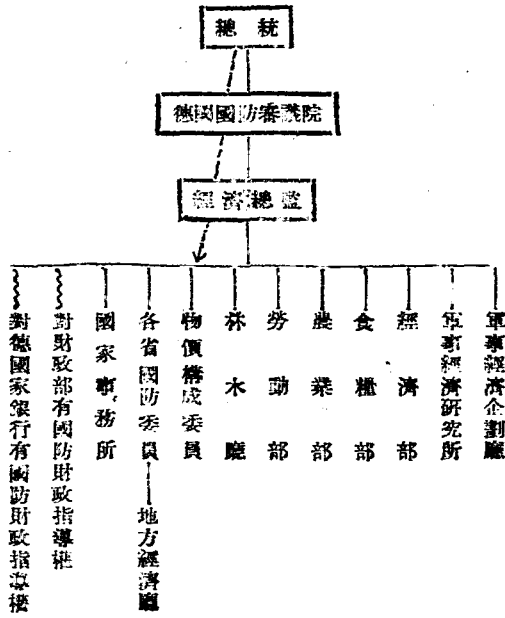 總統
德國國防審議院
經濟總監
軍事經濟企劃廳
軍事經濟研究所
經濟部
食糧部
農業部
勞動部
林木廳
物價構成委員
各省國防委員
地方經濟廳
國家事務所
對財政部有國防財政指導權
對德國家銀行有國防財政指導權